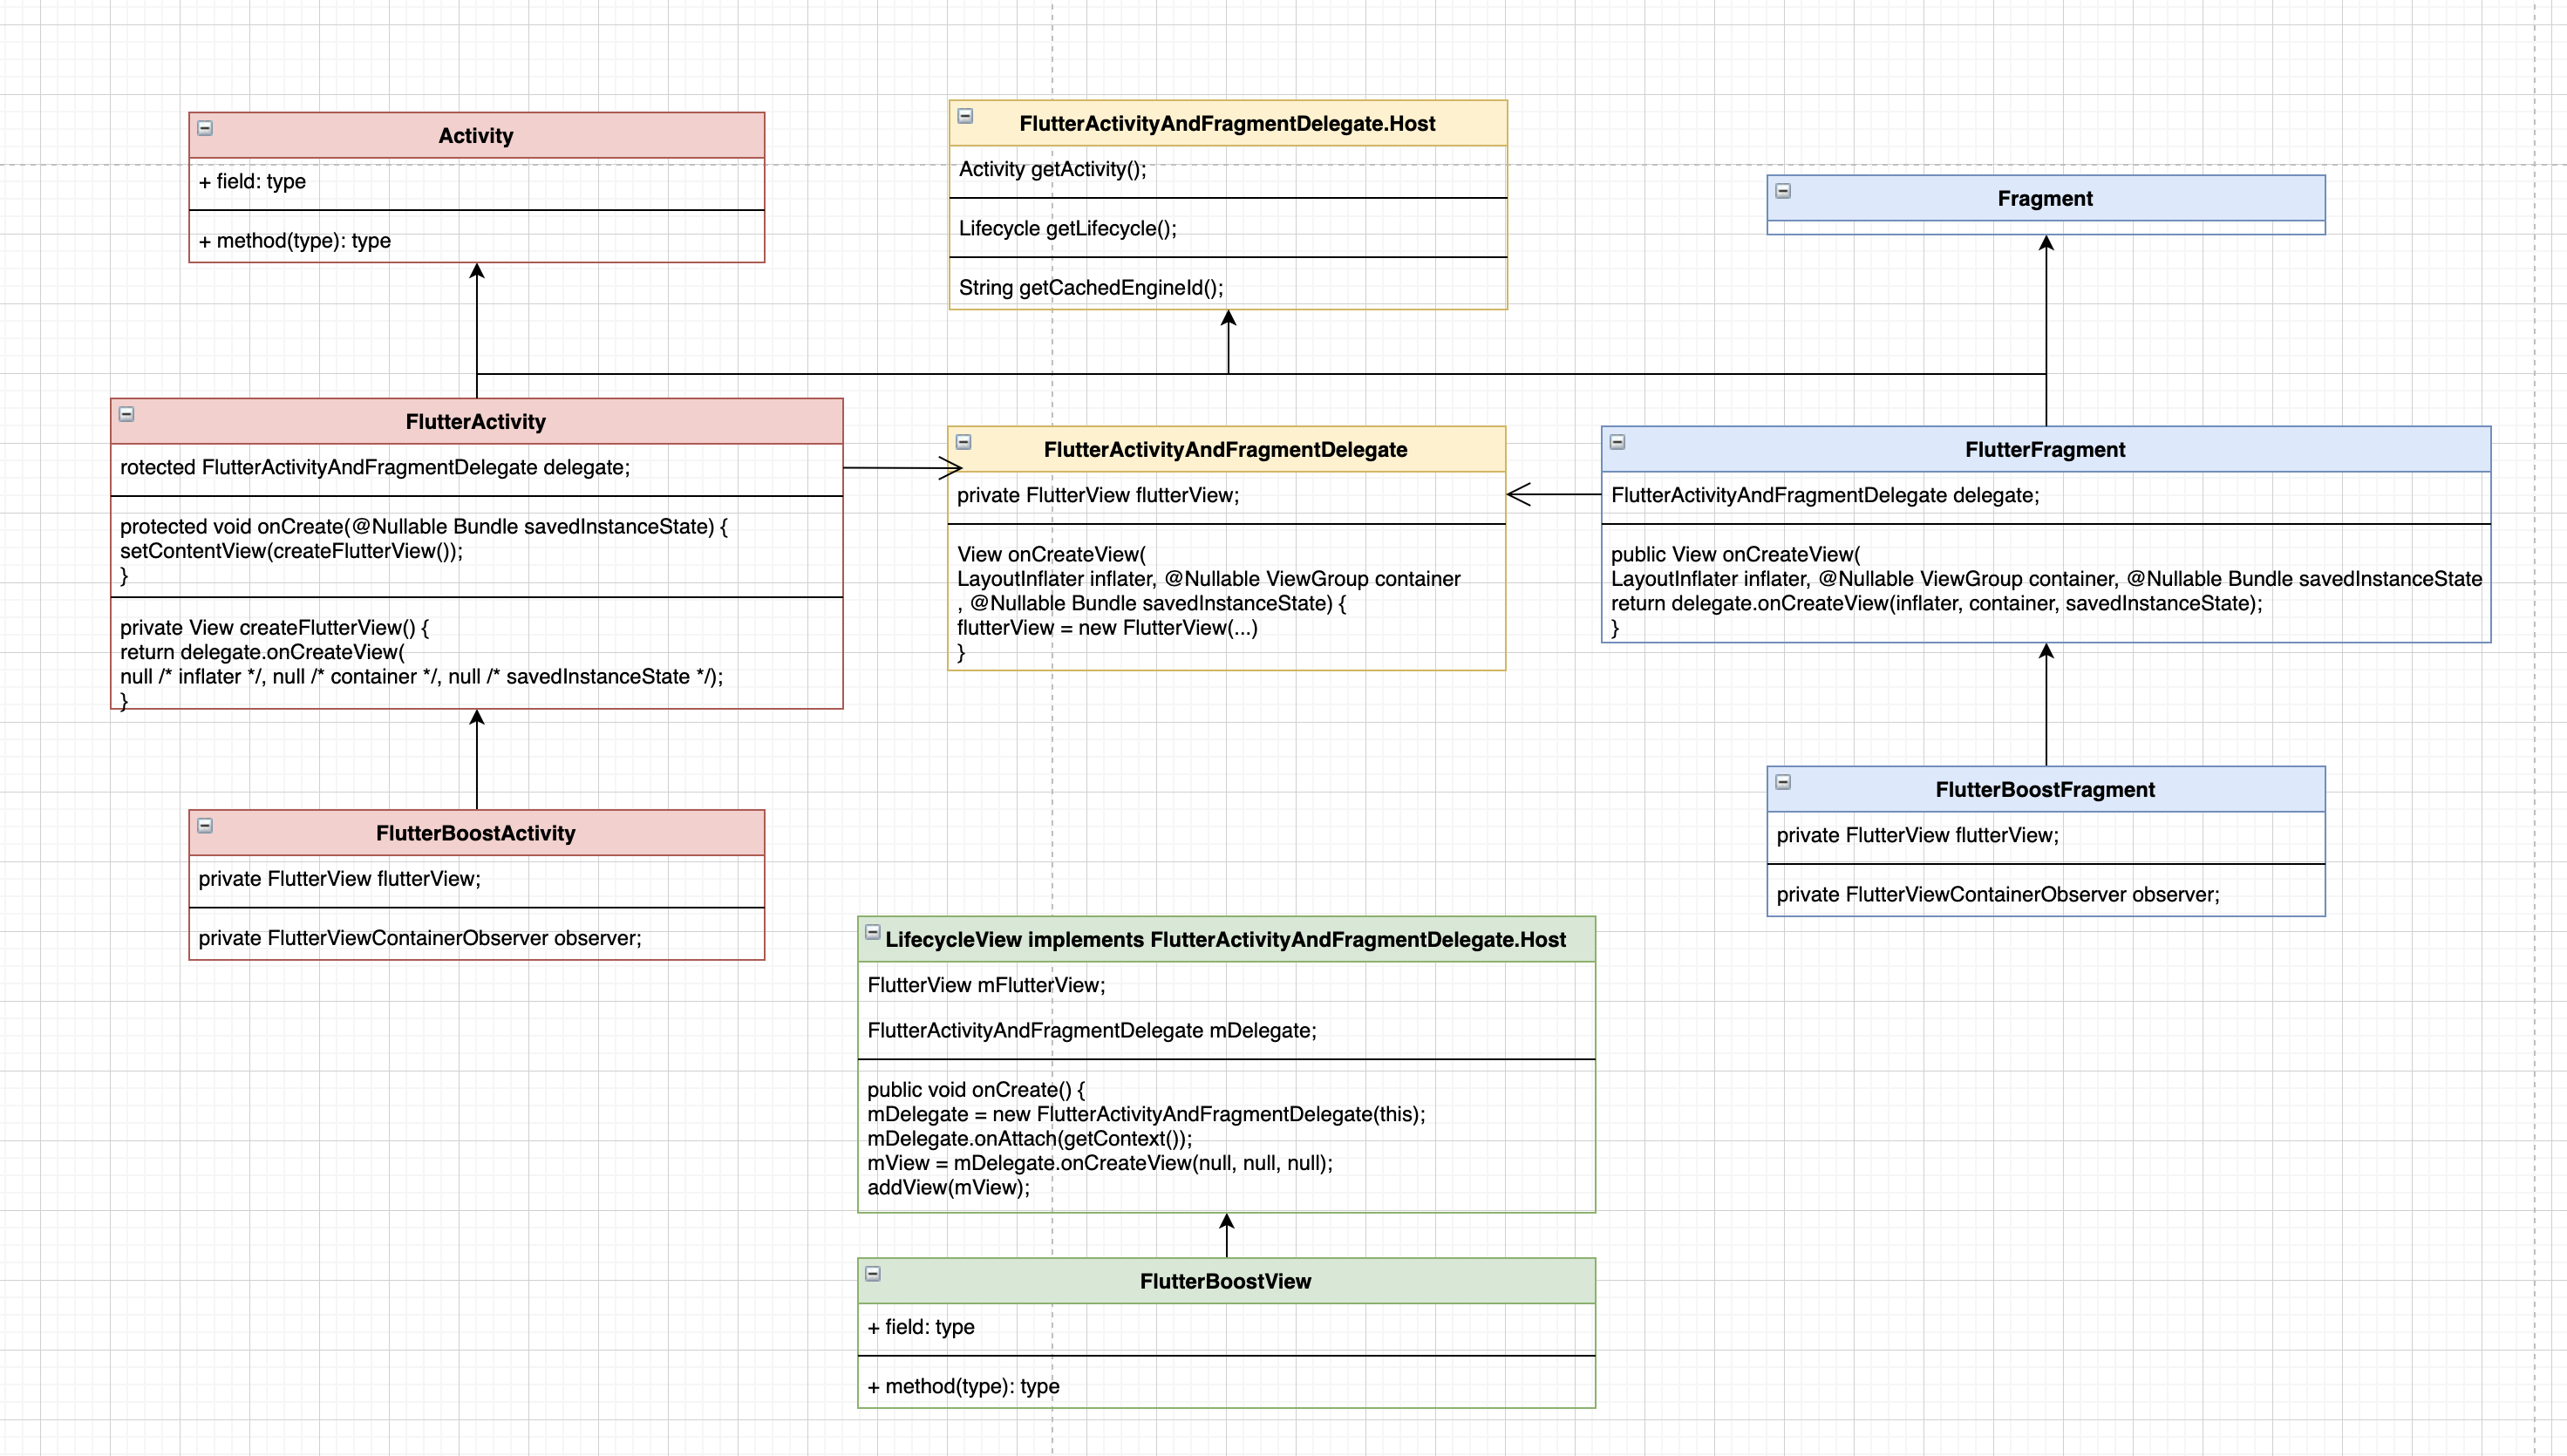 Activity
+ field: type
+ method(type): type
FlutterActivityAndFragmentDelegate.Host
Activity getActivity();
Lifecycle getLifecycle();
String getCachedEngineId();
Fragment
FlutterActivity
rotected FlutterActivityAndFragmentDelegate delegate;
protected void onCreate(@Nullable Bundle savedInstanceState) {
setContentView(createFlutterView());
}
private View createFlutterView() {
return delegate.onCreateView(
null /* inflater */, null /* container */, null /* savedInstanceState */);
}
FlutterActivityAndFragmentDelegate
private FlutterView flutterView;
View onCreateView(
LayoutInflater inflater, @Nullable ViewGroup container
, @Nullable Bundle savedInstanceState) {
flutterView = new FlutterView(...)
}
FlutterFragment
FlutterActivityAndFragmentDelegate delegate;
public View onCreateView(
LayoutInflater inflater, @Nullable ViewGroup container, @Nullable Bundle savedInstanceState
return delegate.onCreateView(inflater, container, savedInstanceState);
}
FlutterBoostActivity
private FlutterView flutterView;
private FlutterViewContainerObserver observer;
FlutterBoostFragment
private FlutterView flutterView;
private FlutterViewContainerObserver observer;
LifecycleView implements FlutterActivityAndFragmentDelegate.Host
FlutterView mFlutterView;
FlutterActivityAndFragmentDelegate mDelegate;
public void onCreate() {
mDelegate = new FlutterActivityAndFragmentDelegate(this);
mDelegate.onAttach(getContext());
mView = mDelegate.onCreateView(null, null, null);
addView(mView);
FlutterBoostView
+ field: type
+ method(type): type